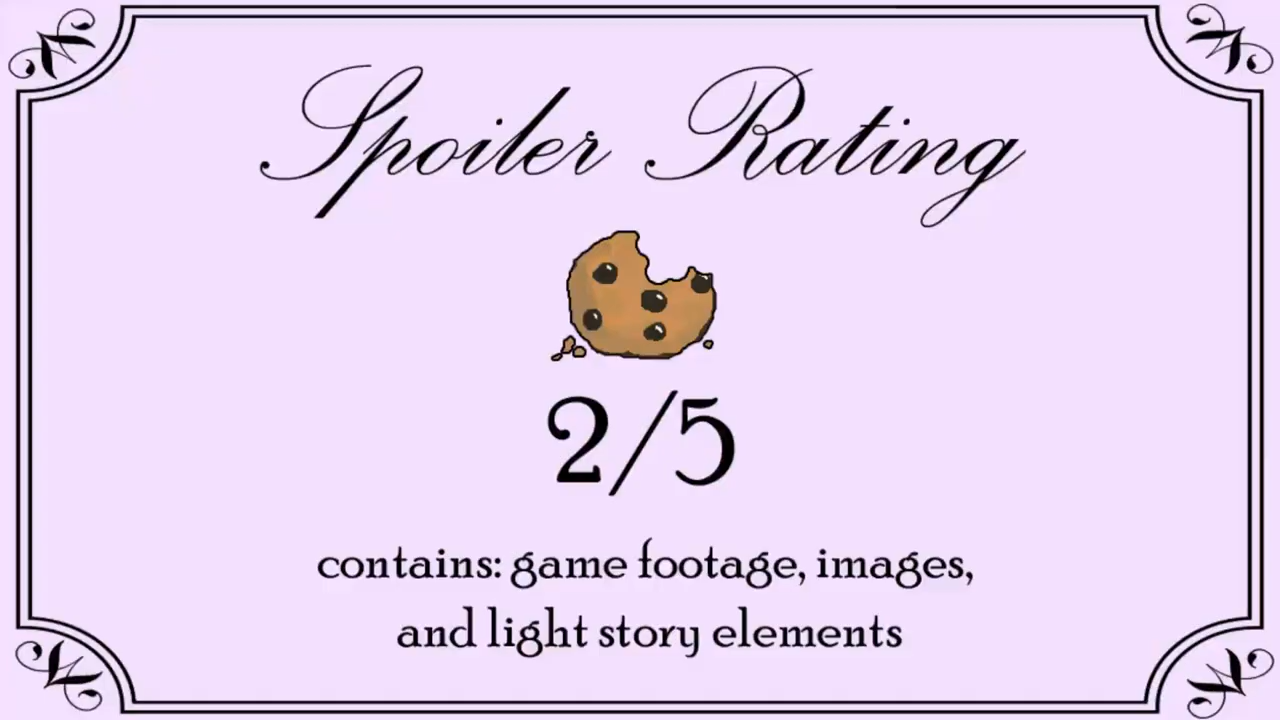 Spoiler Rating
2/5
contains: game footage, images,
and light story elements